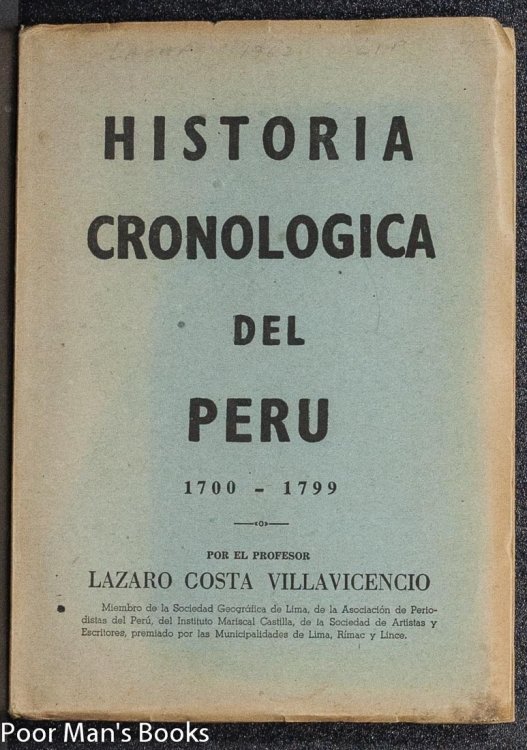 HISTORIA
CRONOLOGICA
DEL
PERU
1700 - 1799
POR EL PROFESOR
LAZARO COSTA VILLAVICENCIO
Miembro de la Sociedad Geográfica de Lima, de la Asociación de Perio-
distas del Perú, del Instituto Mariscal Castilla, de la Sociedad de Artistas y
Escritores, premiado por las Municipalidades de Lima, Rímac y Lince.
Poor Man's Books